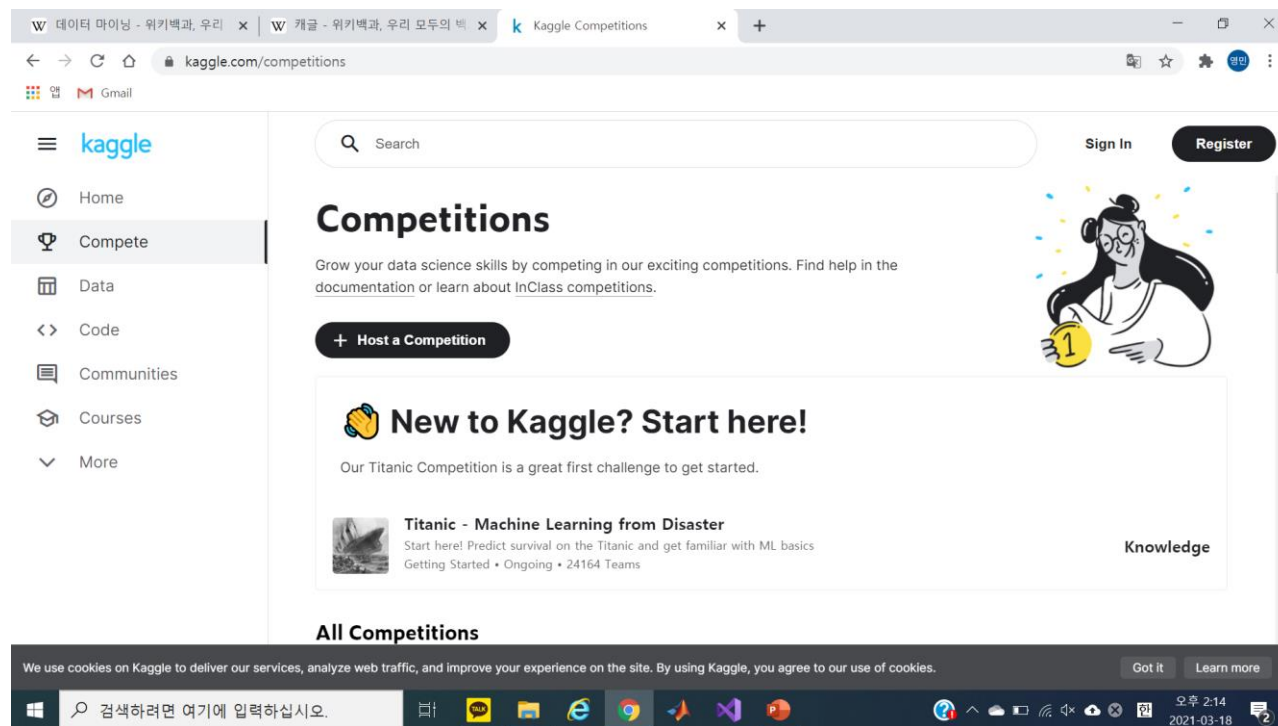 데이터 마이닝 - 위키백과, 우리
캐글 - 위키백과, 우리 모두의 백
Kaggle Competitions
kaggle.com/competitions
영민
앱 Gmail
kaggle
Search
Sign In
Register
Home
Compete
Data
Code
Communities
Courses
More
Competitions
Grow your data science skills by competing in our exciting competitions. Find help in the
documentation or learn about InClass competitions.
+ Host a Competition
1
New to Kaggle? Start here!
Our Titanic Competition is a great first challenge to get started.
Titanic - Machine Learning from Disaster
Start here! Predict survival on the Titanic and get familiar with ML basics
Getting Started • Ongoing • 24164 Teams
Knowledge
All Competitions
We use cookies on Kaggle to deliver our services, analyze web traffic, and improve your experience on the site. By using Kaggle, you agree to our use of cookies.
Got it
Learn more
검색하려면 여기에 입력하십시오.
TALK
한
오후 2:14
2021-03-18
2